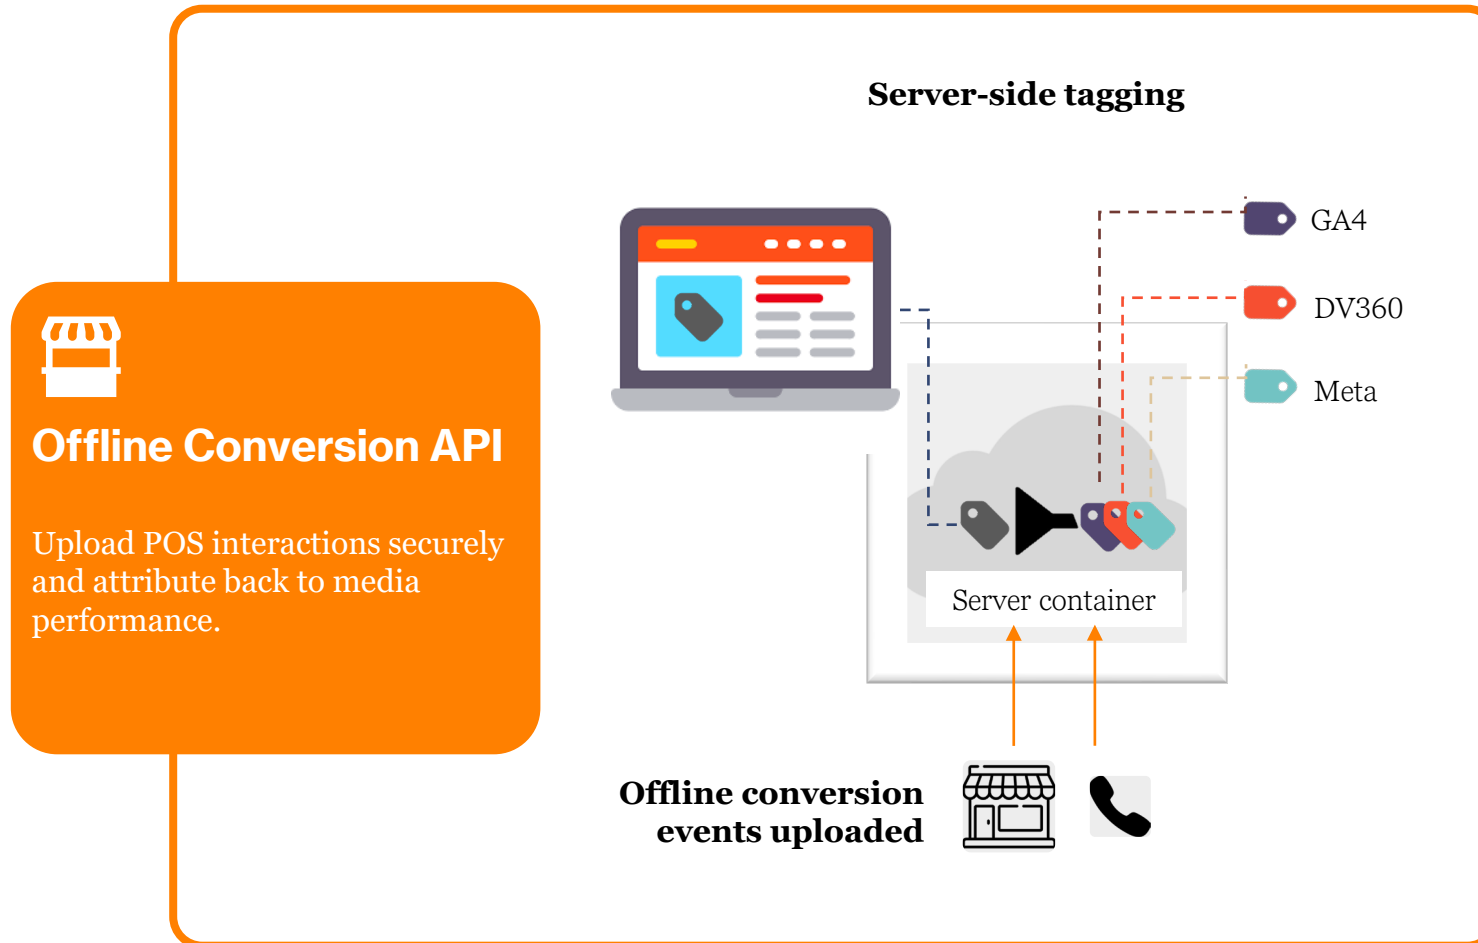 Server-side tagging
GA4
DV360
Meta
Offline Conversion API
Upload POS interactions securely
and attribute back to media
performance.
Server container
Offline conversion
events uploaded